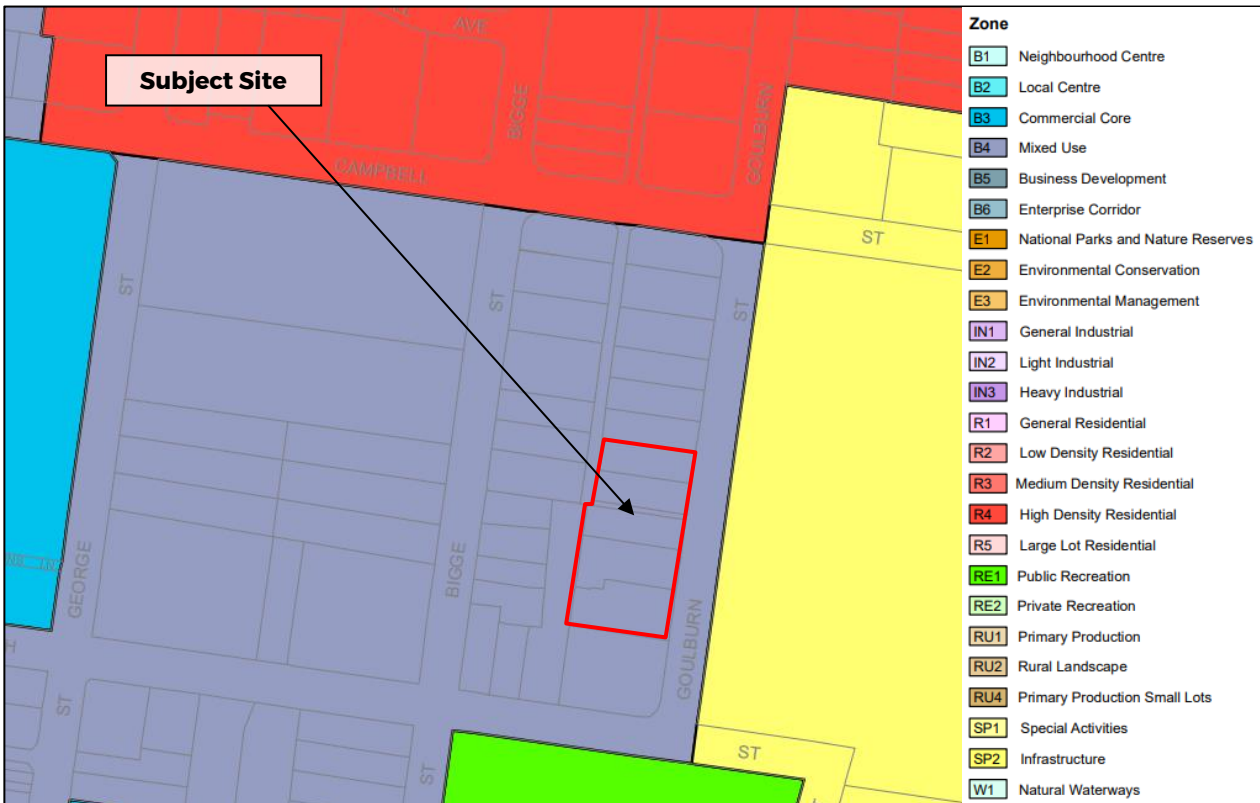 AVE
Subject Site
BIGGE
GOULBURN
CAMPBELL
ST
ST
ST
ST
GEORGE
BIGGE
GOULBURN
H
ST
ST
ST
Zone
B1 Neighbourhood Centre
B2 Local Centre
B3 Commercial Core
B4 Mixed Use
B5 Business Development
B6 Enterprise Corridor
E1 National Parks and Nature Reserves
E2 Environmental Conservation
E3 Environmental Management
IN1 General Industrial
IN2 Light Industrial
IN3 Heavy Industrial
R1 General Residential
R2 Low Density Residential
R3 Medium Density Residential
R4 High Density Residential
R5 Large Lot Residential
RE1 Public Recreation
RE2 Private Recreation
RU1 Primary Production
RU2 Rural Landscape
RU4 Primary Production Small Lots
SP1 Special Activities
SP2 Infrastructure
W1 Natural Waterways